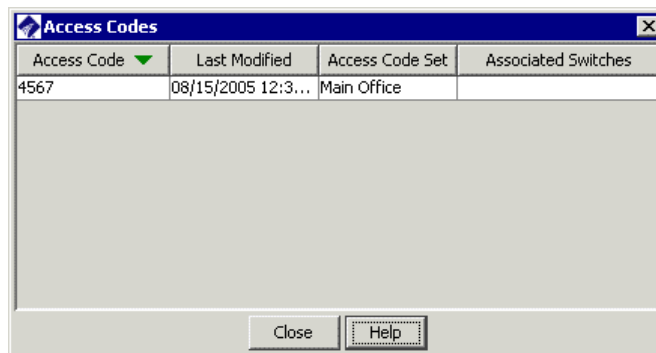 Access Codes
Access Code Last Modified Access Code Set Associated Switches
4567 08/15/2005 12:3... Main Office
Close Help